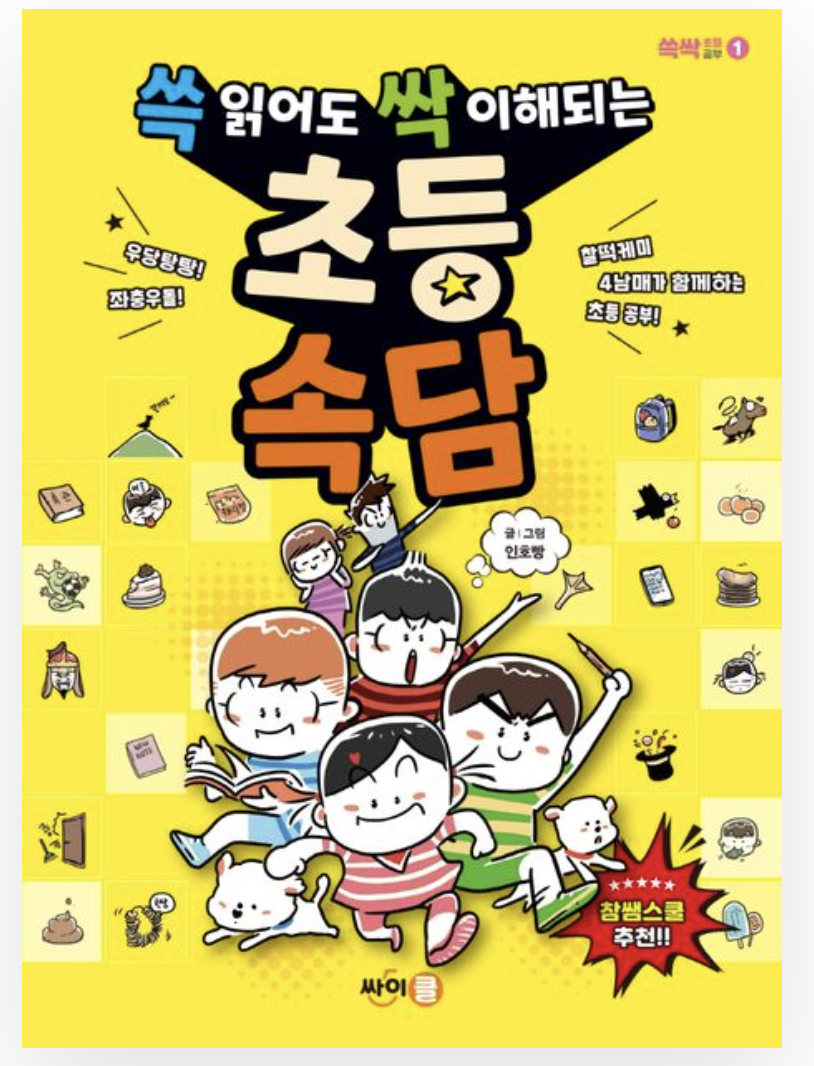 쓱싹 초등 공부 1
쓱 읽어도 싹 이해되는
초등
속담
우당탕탕!
좌충우돌!
찰떡케미
4남매가 함께하는
초등 공부!
글 | 그림
인호빵
NEW
NOTE
참쌤스쿨
추천!!
싸이클